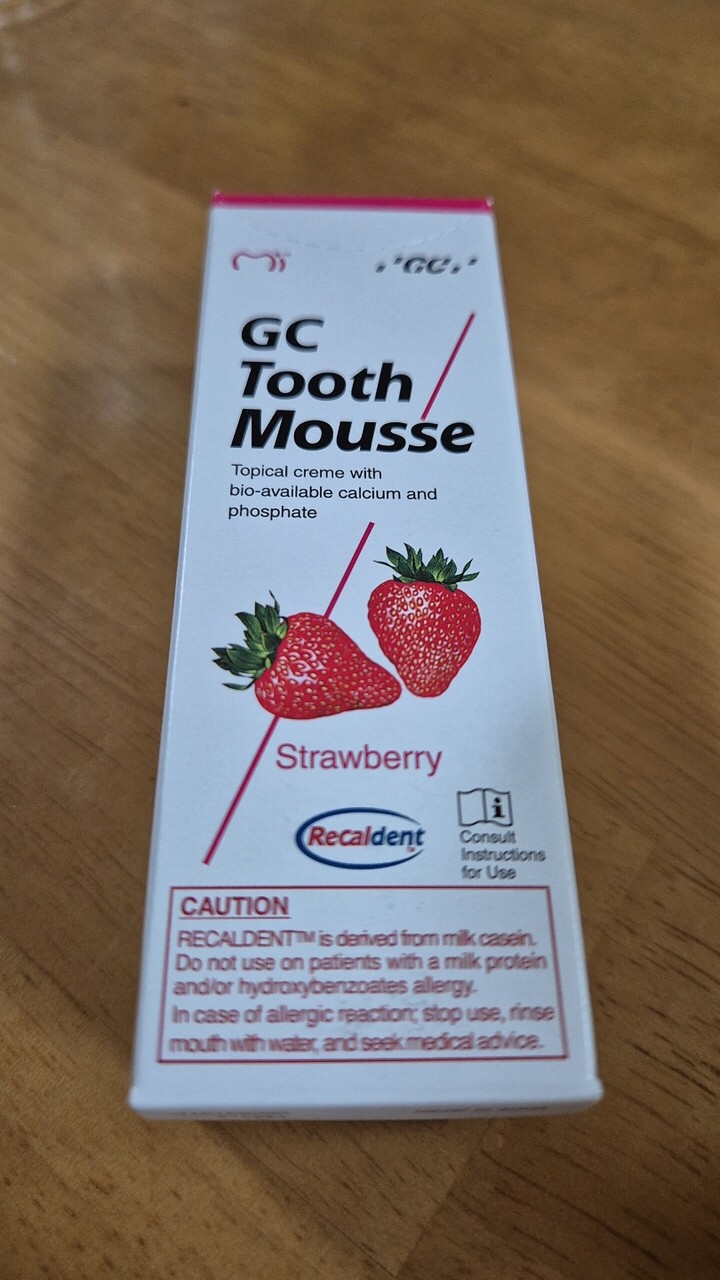 Mi
GC
GC
Tooth
Mousse
Topical creme with
bio-available calcium and
phosphate
Strawberry
Recaldent™
i
Consult
Instructions
for Use
CAUTION
RECALDENT™ is derived from milk casein.
Do not use on patients with a milk protein
and/or hydroxybenzoates allergy.
In case of allergic reaction; stop use, rinse
mouth with water, and seek medical advice.